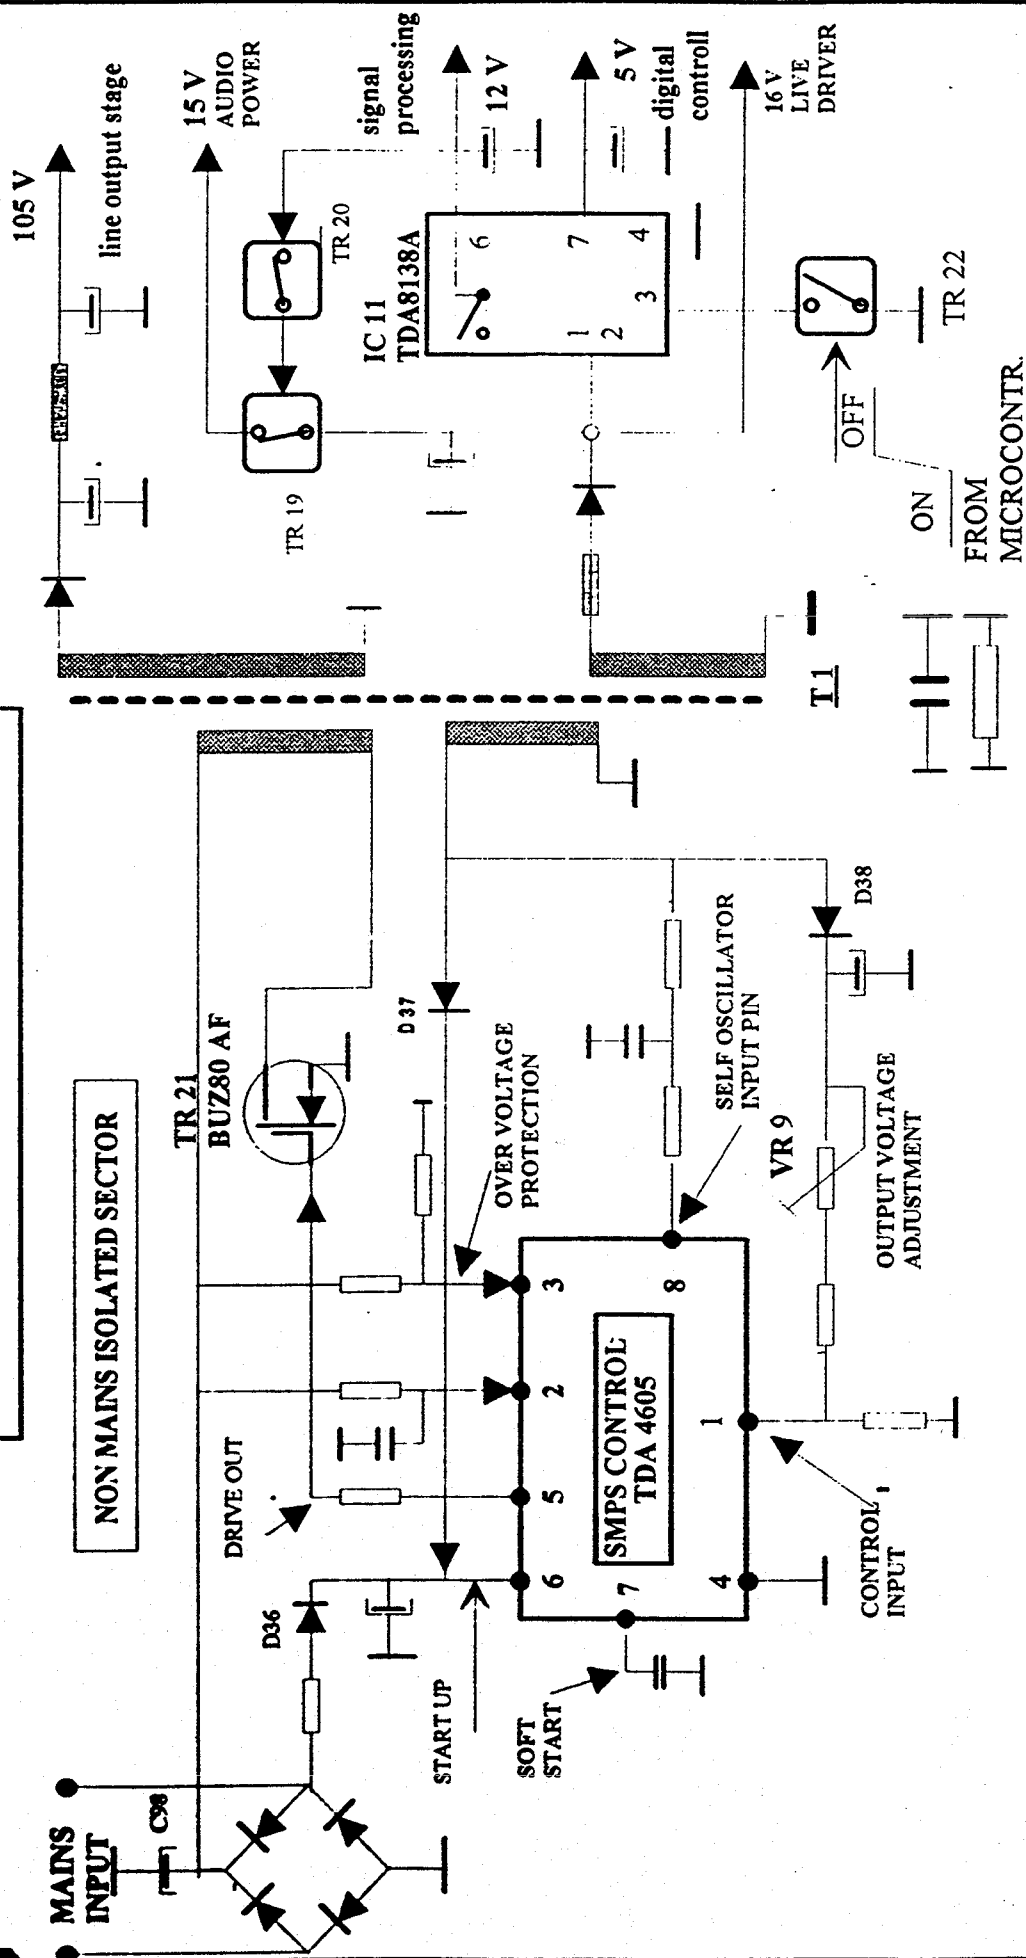 MAINS
INPUT
C98
NON MAINS ISOLATED SECTOR
D36
START UP
SOFT
START
DRIVE OUT
TR 21
BUZ80 AF
D37
OVER VOLTAGE
PROTECTION
6
5
2
3
7
SMPS CONTROL
TDA 4605
8
4
1
CONTROL
INPUT
SELF OSCILLATOR
INPUT PIN
VR 9
OUTPUT VOLTAGE
ADJUSTMENT
D38
T1
105 V
line output stage
15 V
AUDIO
POWER
TR 19
TR 20
signal
processing
12 V
IC 11
TDA8138A
6
1
7
2
3
4
5 V
digital
controll
16 V
LIVE
DRIVER
TR 22
OFF
ON
FROM
MICROCONTR.